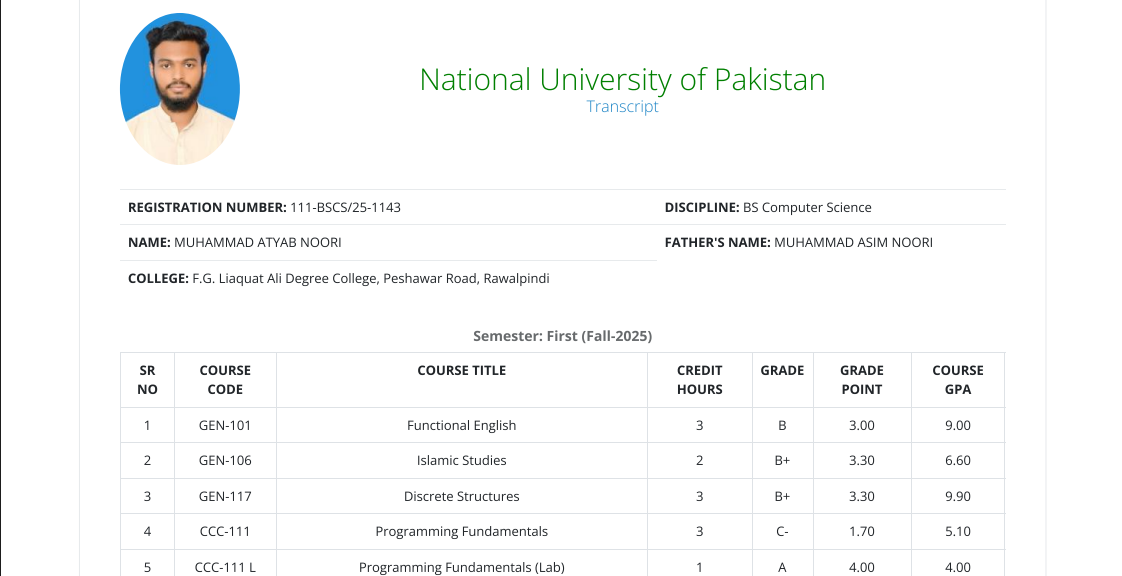 National University of Pakistan
Transcript
REGISTRATION NUMBER: 111-BSCS/25-1143 DISCIPLINE: BS Computer Science
NAME: MUHAMMAD ATYAB NOORI FATHER'S NAME: MUHAMMAD ASIM NOORI
COLLEGE: F.G. Liaquat Ali Degree College, Peshawar Road, Rawalpindi
Semester: First (Fall-2025)
SR NO COURSE CODE COURSE TITLE CREDIT HOURS GRADE GRADE POINT COURSE GPA
1 GEN-101 Functional English 3 B 3.00 9.00
2 GEN-106 Islamic Studies 2 B+ 3.30 6.60
3 GEN-117 Discrete Structures 3 B+ 3.30 9.90
4 CCC-111 Programming Fundamentals 3 C- 1.70 5.10
5 CCC-111 L Programming Fundamentals (Lab) 1 A 4.00 4.00